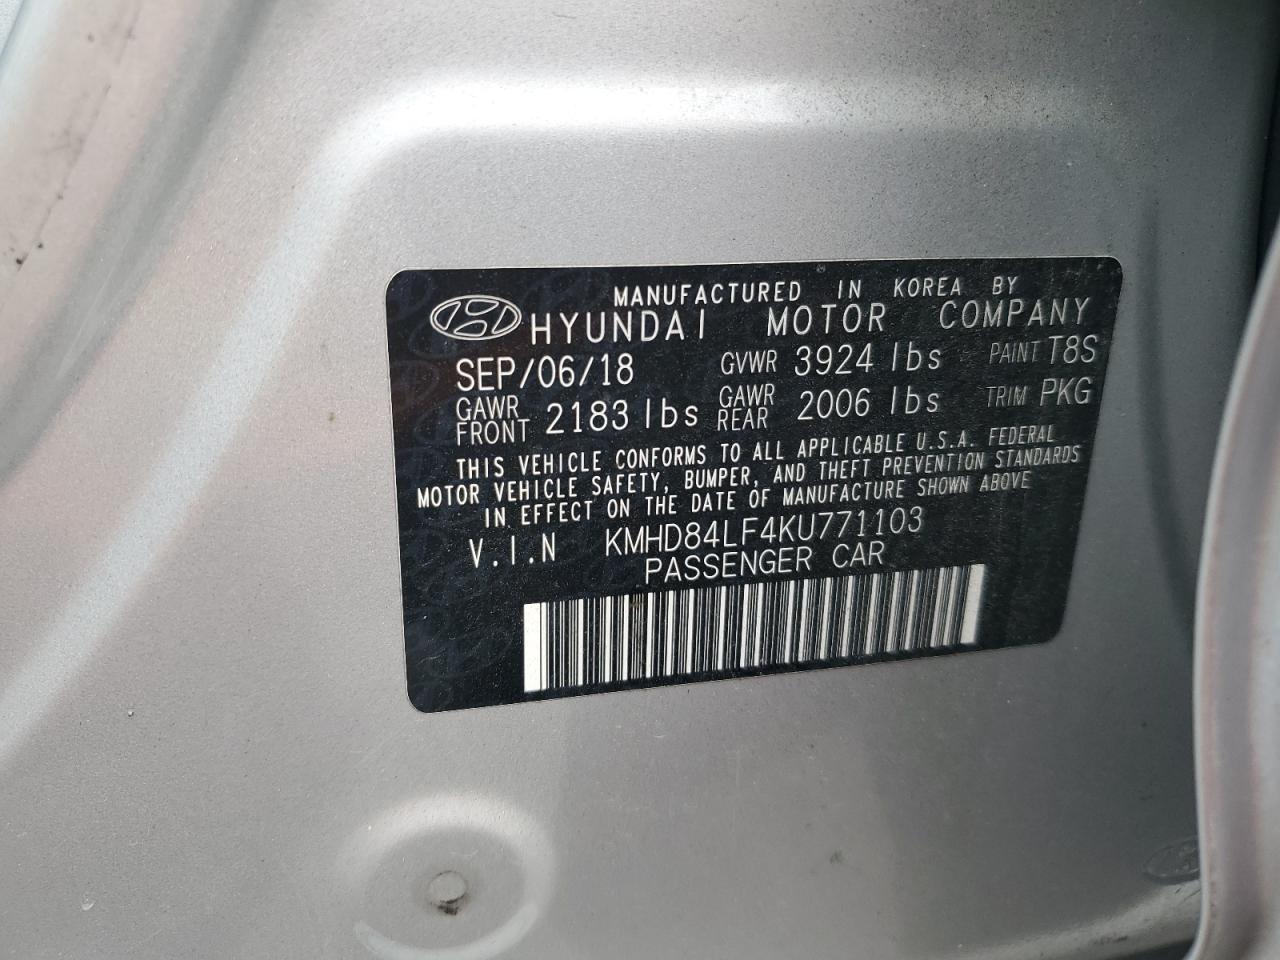 MANUFACTURED IN KOREA BY
HYUNDAI MOTOR COMPANY
SEP/06/18 GVWR 3924 lbs PAINT T8S
GAWR FRONT 2183 lbs GAWR REAR 2006 lbs TRIM PKG
THIS VEHICLE CONFORMS TO ALL APPLICABLE U.S.A. FEDERAL
MOTOR VEHICLE SAFETY, BUMPER, AND THEFT PREVENTION STANDARDS
IN EFFECT ON THE DATE OF MANUFACTURE SHOWN ABOVE
V.I.N KMHD84LF4KU771103
PASSENGER CAR